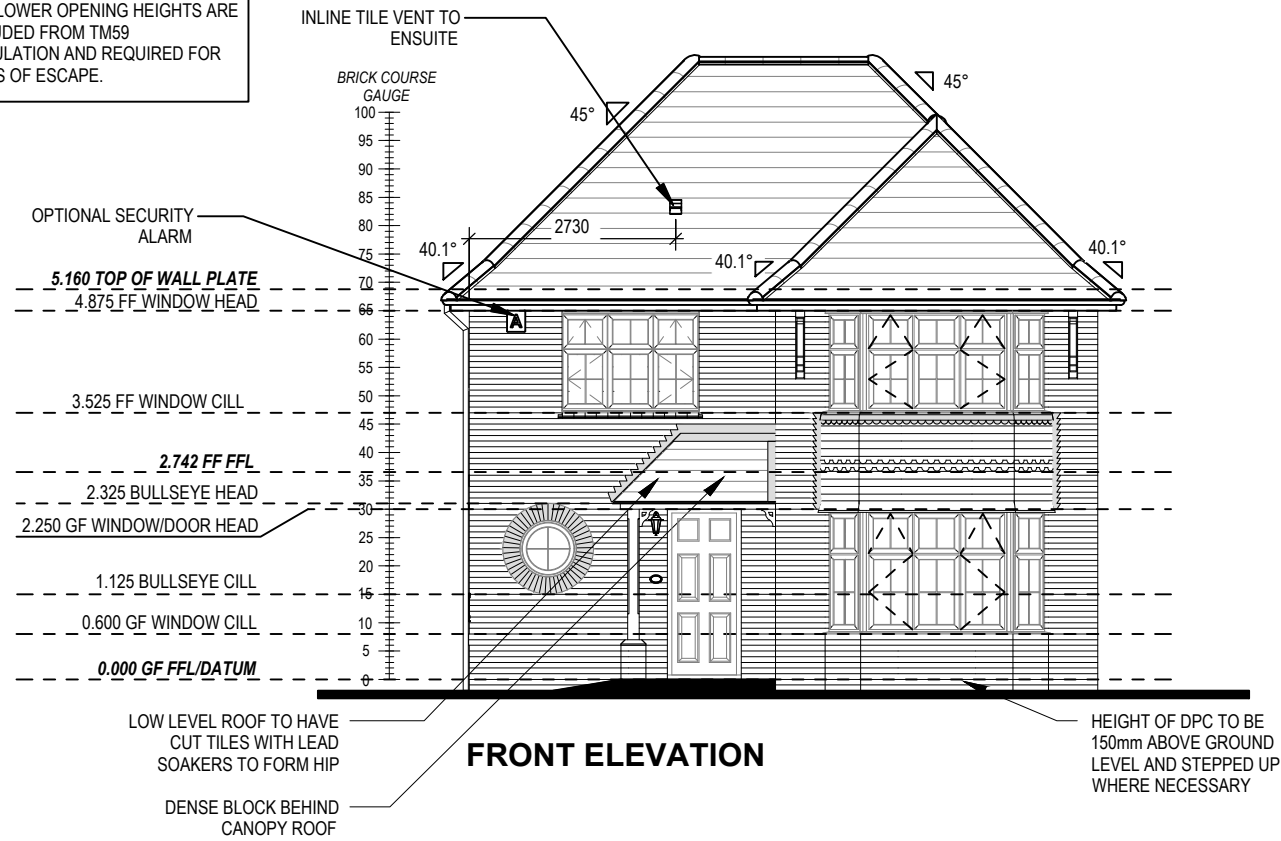 LOWER OPENING HEIGHTS ARE
FROM TM59
AND REQUIRED FOR
OF ESCAPE.
INLINE TILE VENT TO
ENSUITE
BRICK COURSE
GAUGE
100
95
90
85
80
75
70
65
60
55
50
45
40
35
30
25
20
15
10
5
0
45°
45°
2730
40.1°
40.1°
40.1°
OPTIONAL SECURITY
ALARM
A
5.160 TOP OF WALL PLATE
4.875 FF WINDOW HEAD
3.525 FF WINDOW CILL
2.742 FF FFL
2.325 BULLSEYE HEAD
2.250 GF WINDOW/DOOR HEAD
1.125 BULLSEYE CILL
0.600 GF WINDOW CILL
0.000 GF FFL/DATUM
LOW LEVEL ROOF TO HAVE
CUT TILES WITH LEAD
SOAKERS TO FORM HIP
DENSE BLOCK BEHIND
CANOPY ROOF
FRONT ELEVATION
HEIGHT OF DPC TO BE
150mm ABOVE GROUND
LEVEL AND STEPPED UP
WHERE NECESSARY